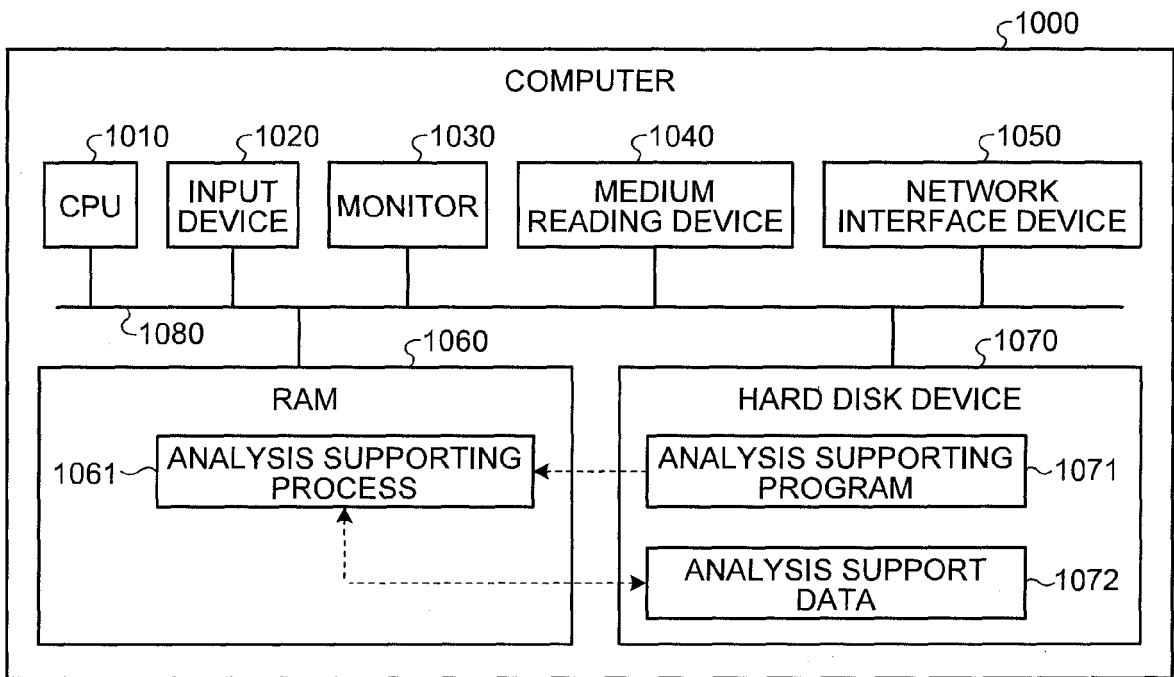 1000
COMPUTER
1010
1020
1030
1040
1050
CPU
INPUT
DEVICE
MONITOR
MEDIUM
READING DEVICE
NETWORK
INTERFACE DEVICE
1080
1060
1070
RAM
HARD DISK DEVICE
1061
ANALYSIS SUPPORTING
PROCESS
ANALYSIS SUPPORTING
PROGRAM
1071
ANALYSIS SUPPORT
DATA
1072